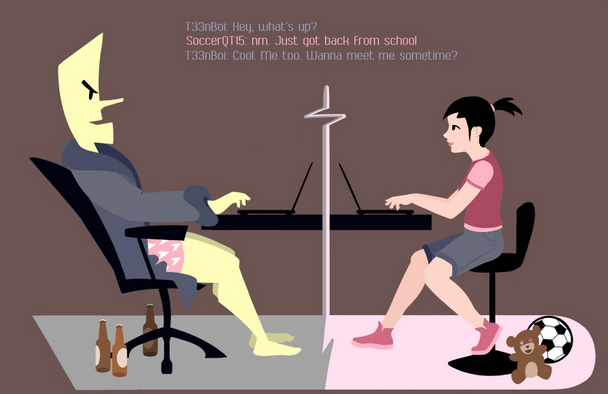 T33nBoi: Hey, what's up?
SoccerQT15: nm. Just got back from school
T33nBoi: Cool. Me too. Wanna meet me sometime?